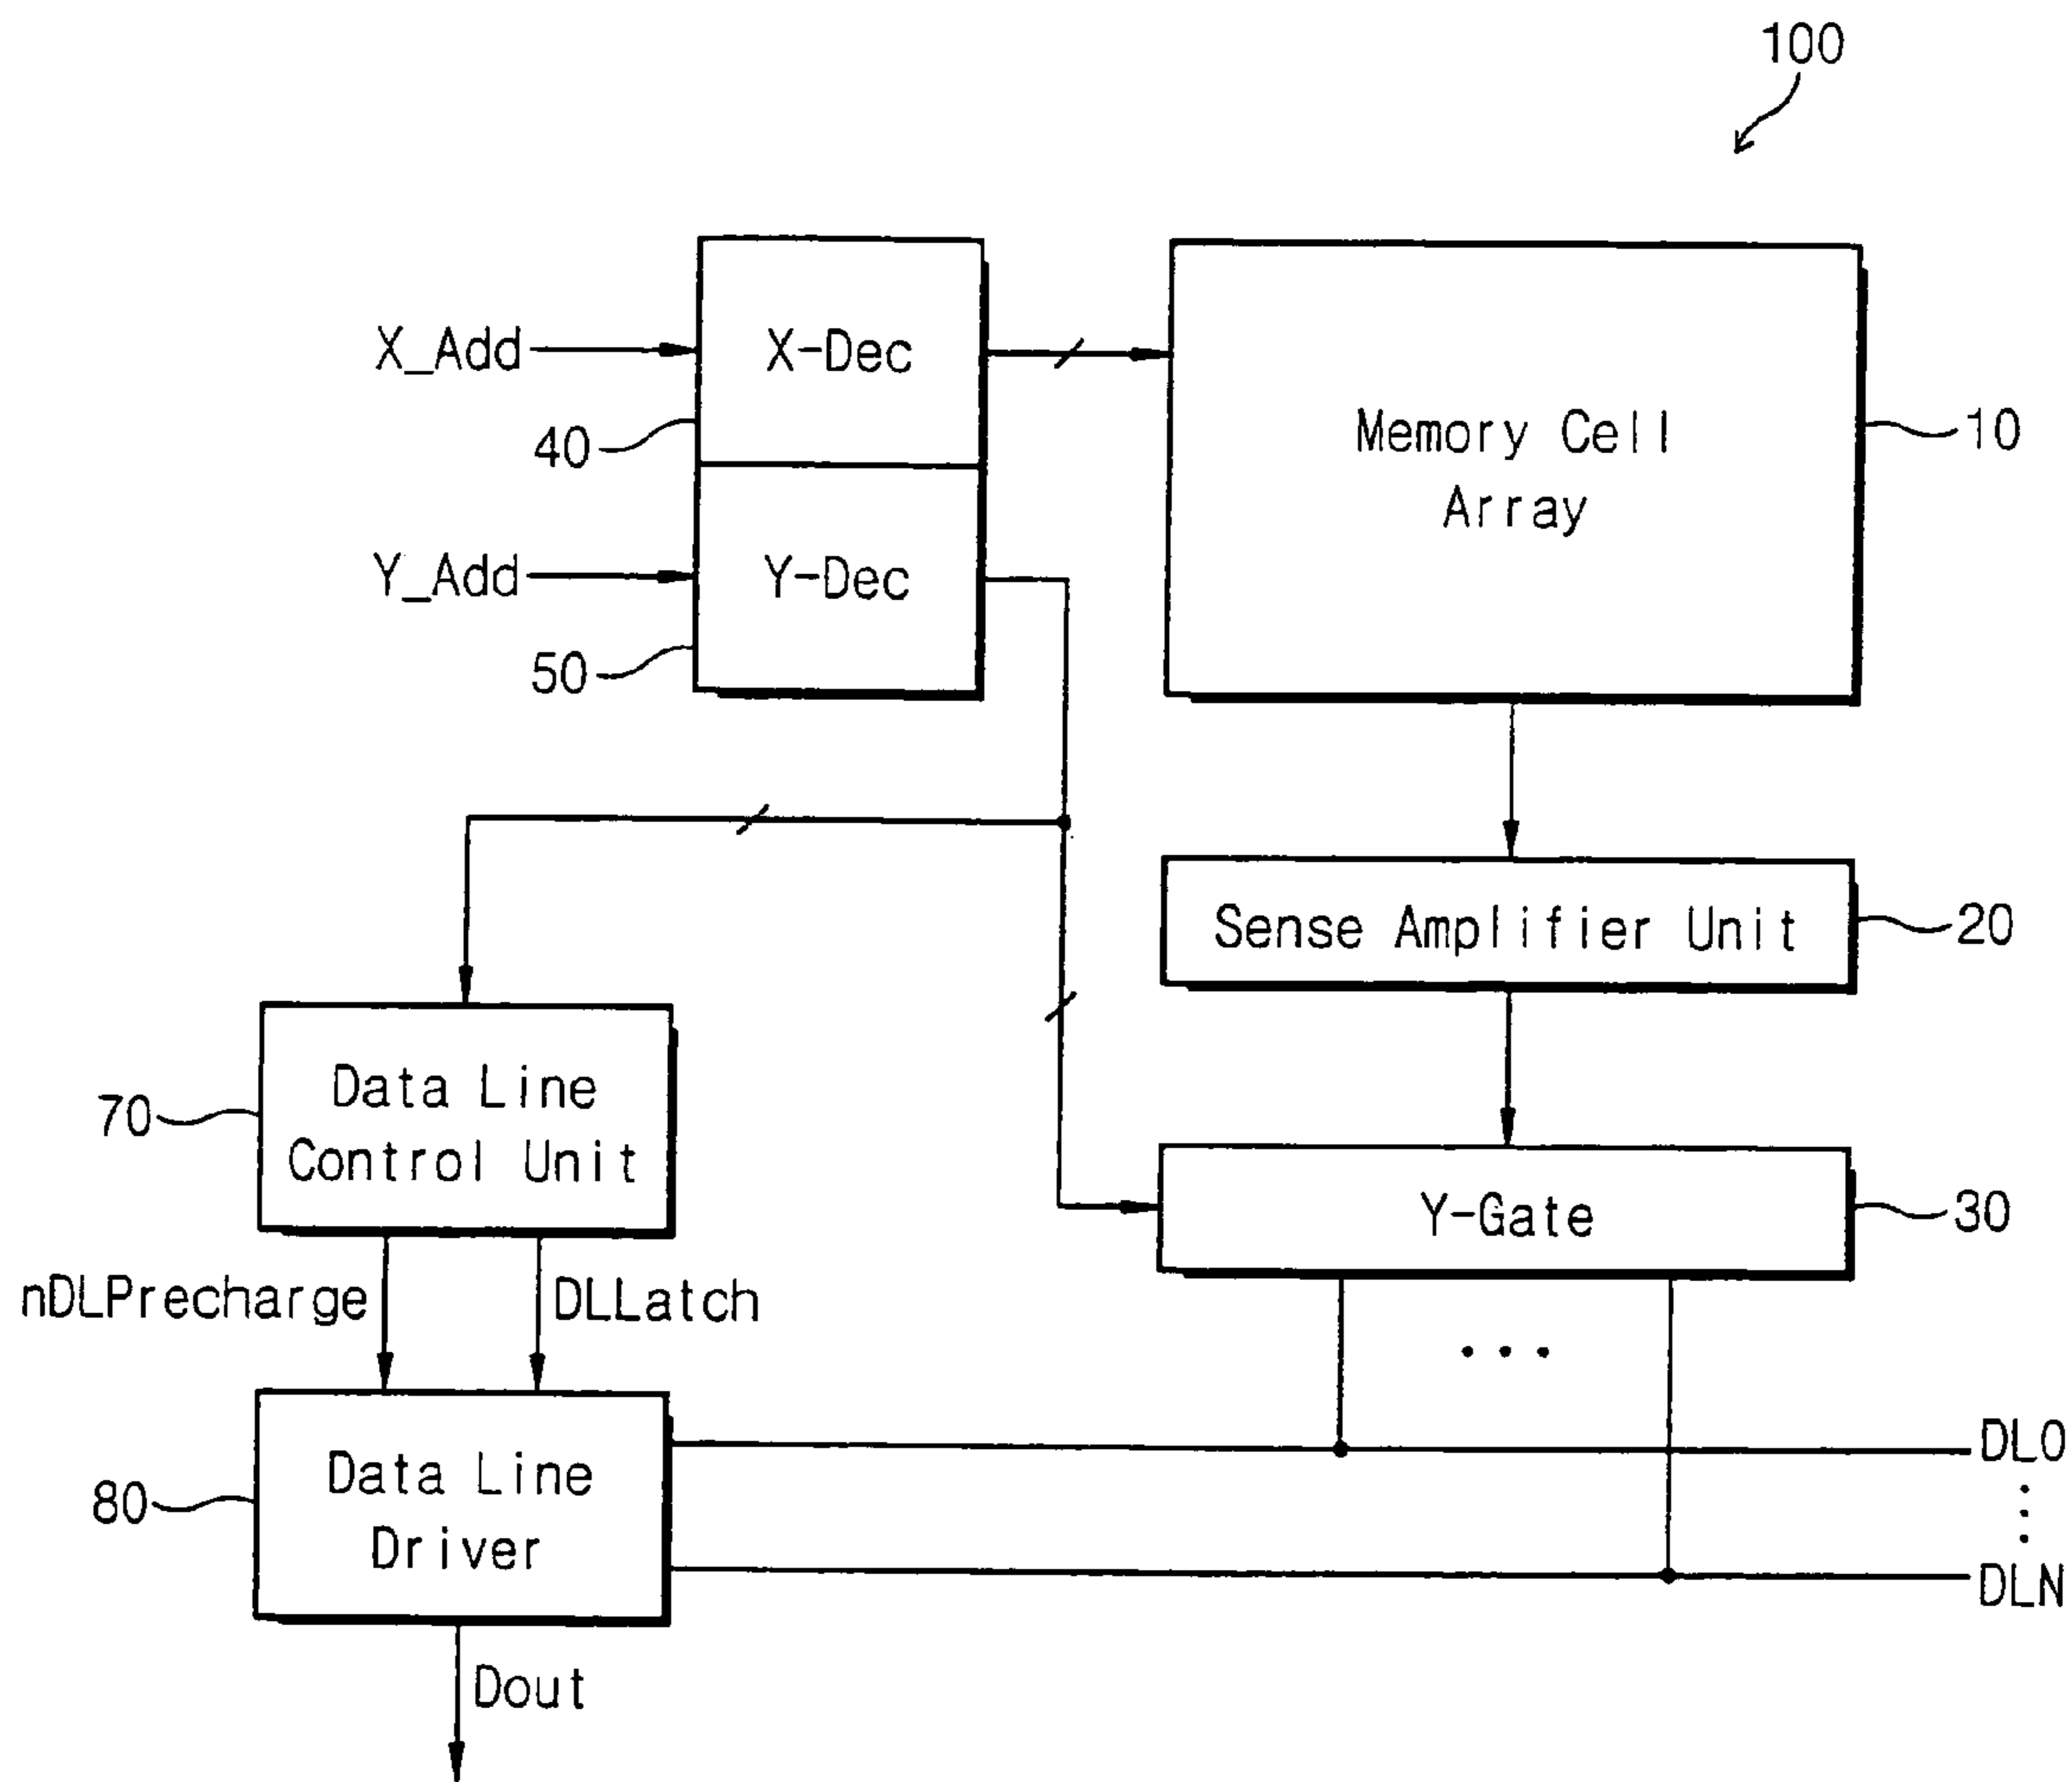 100
X_Add
X-Dec
40
Memory Cell
Array
10
Y_Add
Y-Dec
50
Sense Amplifier Unit
20
Data Line
Control Unit
70
Y-Gate
30
nDLPrecharge
DLLatch
...
Data Line
Driver
80
DL0
...
DLN
Dout